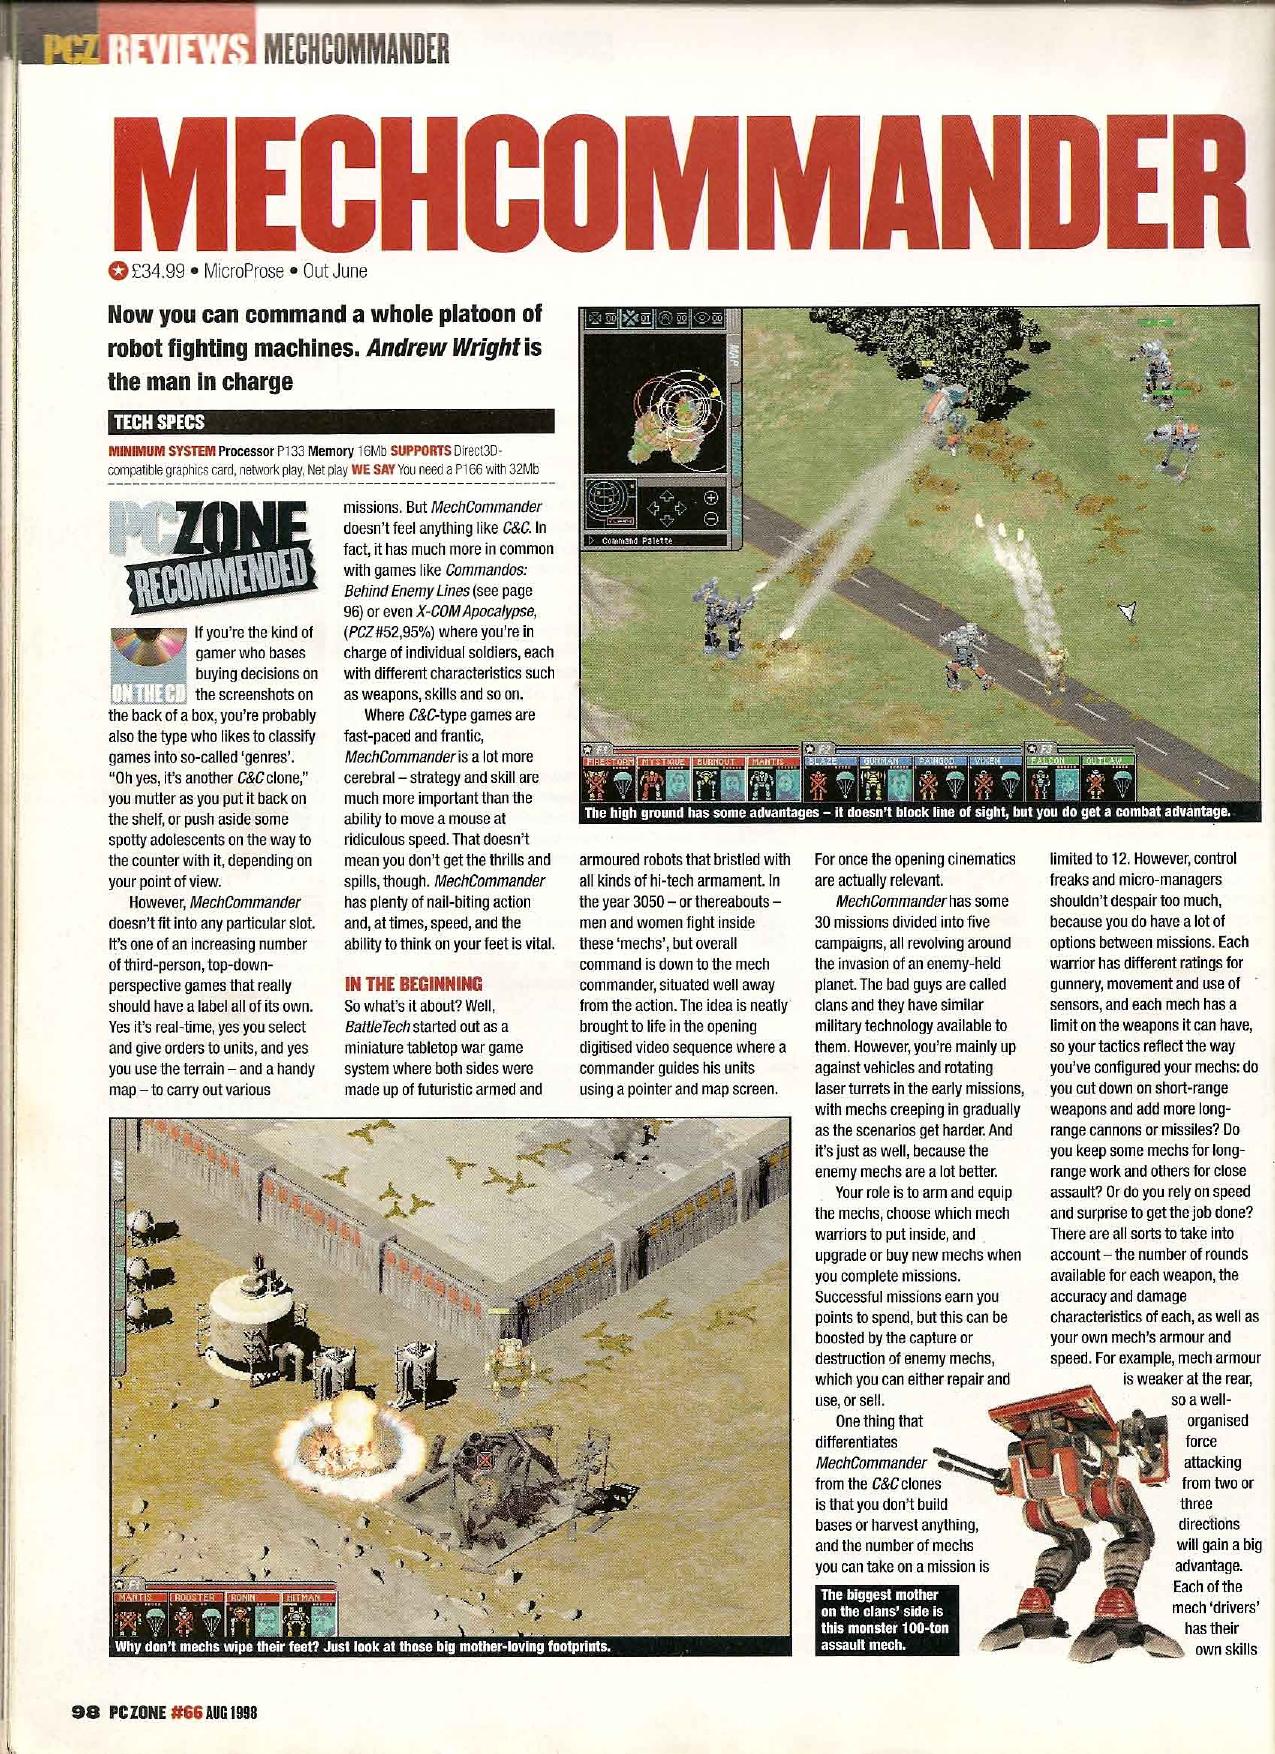 PCZ REVIEWS MECHCOMMANDER
MECHCOMMANDER
£34.99 • MicroProse • Out June
Now you can command a whole platoon of
robot fighting machines. Andrew Wright is
the man in charge
TECH SPECS
MINIMUM SYSTEM Processor P133 Memory 16Mb SUPPORTS Direct3D-
compatible graphics card, network play, Net play WE SAY You need a P166 with 32Mb
PCZONE
RECOMMENDED
ON THE CD
If you're the kind of
gamer who bases
buying decisions on
the screenshots on
the back of a box, you're probably
also the type who likes to classify
games into so-called 'genres'.
"Oh yes, it's another C&C clone,"
you mutter as you put it back on
the shelf, or push aside some
spotty adolescents on the way to
the counter with it, depending on
your point of view.
However, MechCommander
doesn't fit into any particular slot.
It's one of an increasing number
of third-person, top-down-
perspective games that really
should have a label all of its own.
Yes it's real-time, yes you select
and give orders to units, and yes
you use the terrain – and a handy
map – to carry out various
missions. But MechCommander
doesn't feel anything like C&C. In
fact, it has much more in common
with games like Commandos:
Behind Enemy Lines (see page
96) or even X-COM Apocalypse,
(PCZ #52, 95%) where you're in
charge of individual soldiers, each
with different characteristics such
as weapons, skills and so on.
Where C&C-type games are
fast-paced and frantic,
MechCommander is a lot more
cerebral – strategy and skill are
much more important than the
ability to move a mouse at
ridiculous speed. That doesn't
mean you don't get the thrills and
spills, though. MechCommander
has plenty of nail-biting action
and, at times, speed, and the
ability to think on your feet is vital.
IN THE BEGINNING
So what's it about? Well,
BattleTech started out as a
miniature tabletop war game
system where both sides were
made up of futuristic armed and
MAP
Command Palette
F1 F2 F3
FIRESTORM MYSTIQUE BURNOUT MANTIS BLAZE GUNMAN PAINGOD VIXEN FALCON OUTLAW
The high ground has some advantages – it doesn't block line of sight, but you do get a combat advantage.
armoured robots that bristled with
all kinds of hi-tech armament. In
the year 3050 – or thereabouts –
men and women fight inside
these 'mechs', but overall
command is down to the mech
commander, situated well away
from the action. The idea is neatly
brought to life in the opening
digitised video sequence where a
commander guides his units
using a pointer and map screen.
For once the opening cinematics
are actually relevant.
MechCommander has some
30 missions divided into five
campaigns, all revolving around
the invasion of an enemy-held
planet. The bad guys are called
clans and they have similar
military technology available to
them. However, you're mainly up
against vehicles and rotating
laser turrets in the early missions,
with mechs creeping in gradually
as the scenarios get harder. And
it's just as well, because the
enemy mechs are a lot better.
Your role is to arm and equip
the mechs, choose which mech
warriors to put inside, and
upgrade or buy new mechs when
you complete missions.
Successful missions earn you
points to spend, but this can be
boosted by the capture or
destruction of enemy mechs,
which you can either repair and
use, or sell.
One thing that
differentiates
MechCommander
from the C&C clones
is that you don't build
bases or harvest anything,
and the number of mechs
you can take on a mission is
limited to 12. However, control
freaks and micro-managers
shouldn't despair too much,
because you do have a lot of
options between missions. Each
warrior has different ratings for
gunnery, movement and use of
sensors, and each mech has a
limit on the weapons it can have,
so your tactics reflect the way
you've configured your mechs: do
you cut down on short-range
weapons and add more long-
range cannons or missiles? Do
you keep some mechs for long-
range work and others for close
assault? Or do you rely on speed
and surprise to get the job done?
There are all sorts to take into
account – the number of rounds
available for each weapon, the
accuracy and damage
characteristics of each, as well as
your own mech's armour and
speed. For example, mech armour
is weaker at the rear,
so a well-
organised
force
attacking
from two or
three
directions
will gain a big
advantage.
Each of the
mech 'drivers'
has their
own skills
MAP
F1
MANTIS ROOSTER RONIN HITMAN
Why don't mechs wipe their feet? Just look at those big mother-loving footprints.
The biggest mother
on the clans' side is
this monster 100-ton
assault mech.
98 PC ZONE #66 AUG 1998